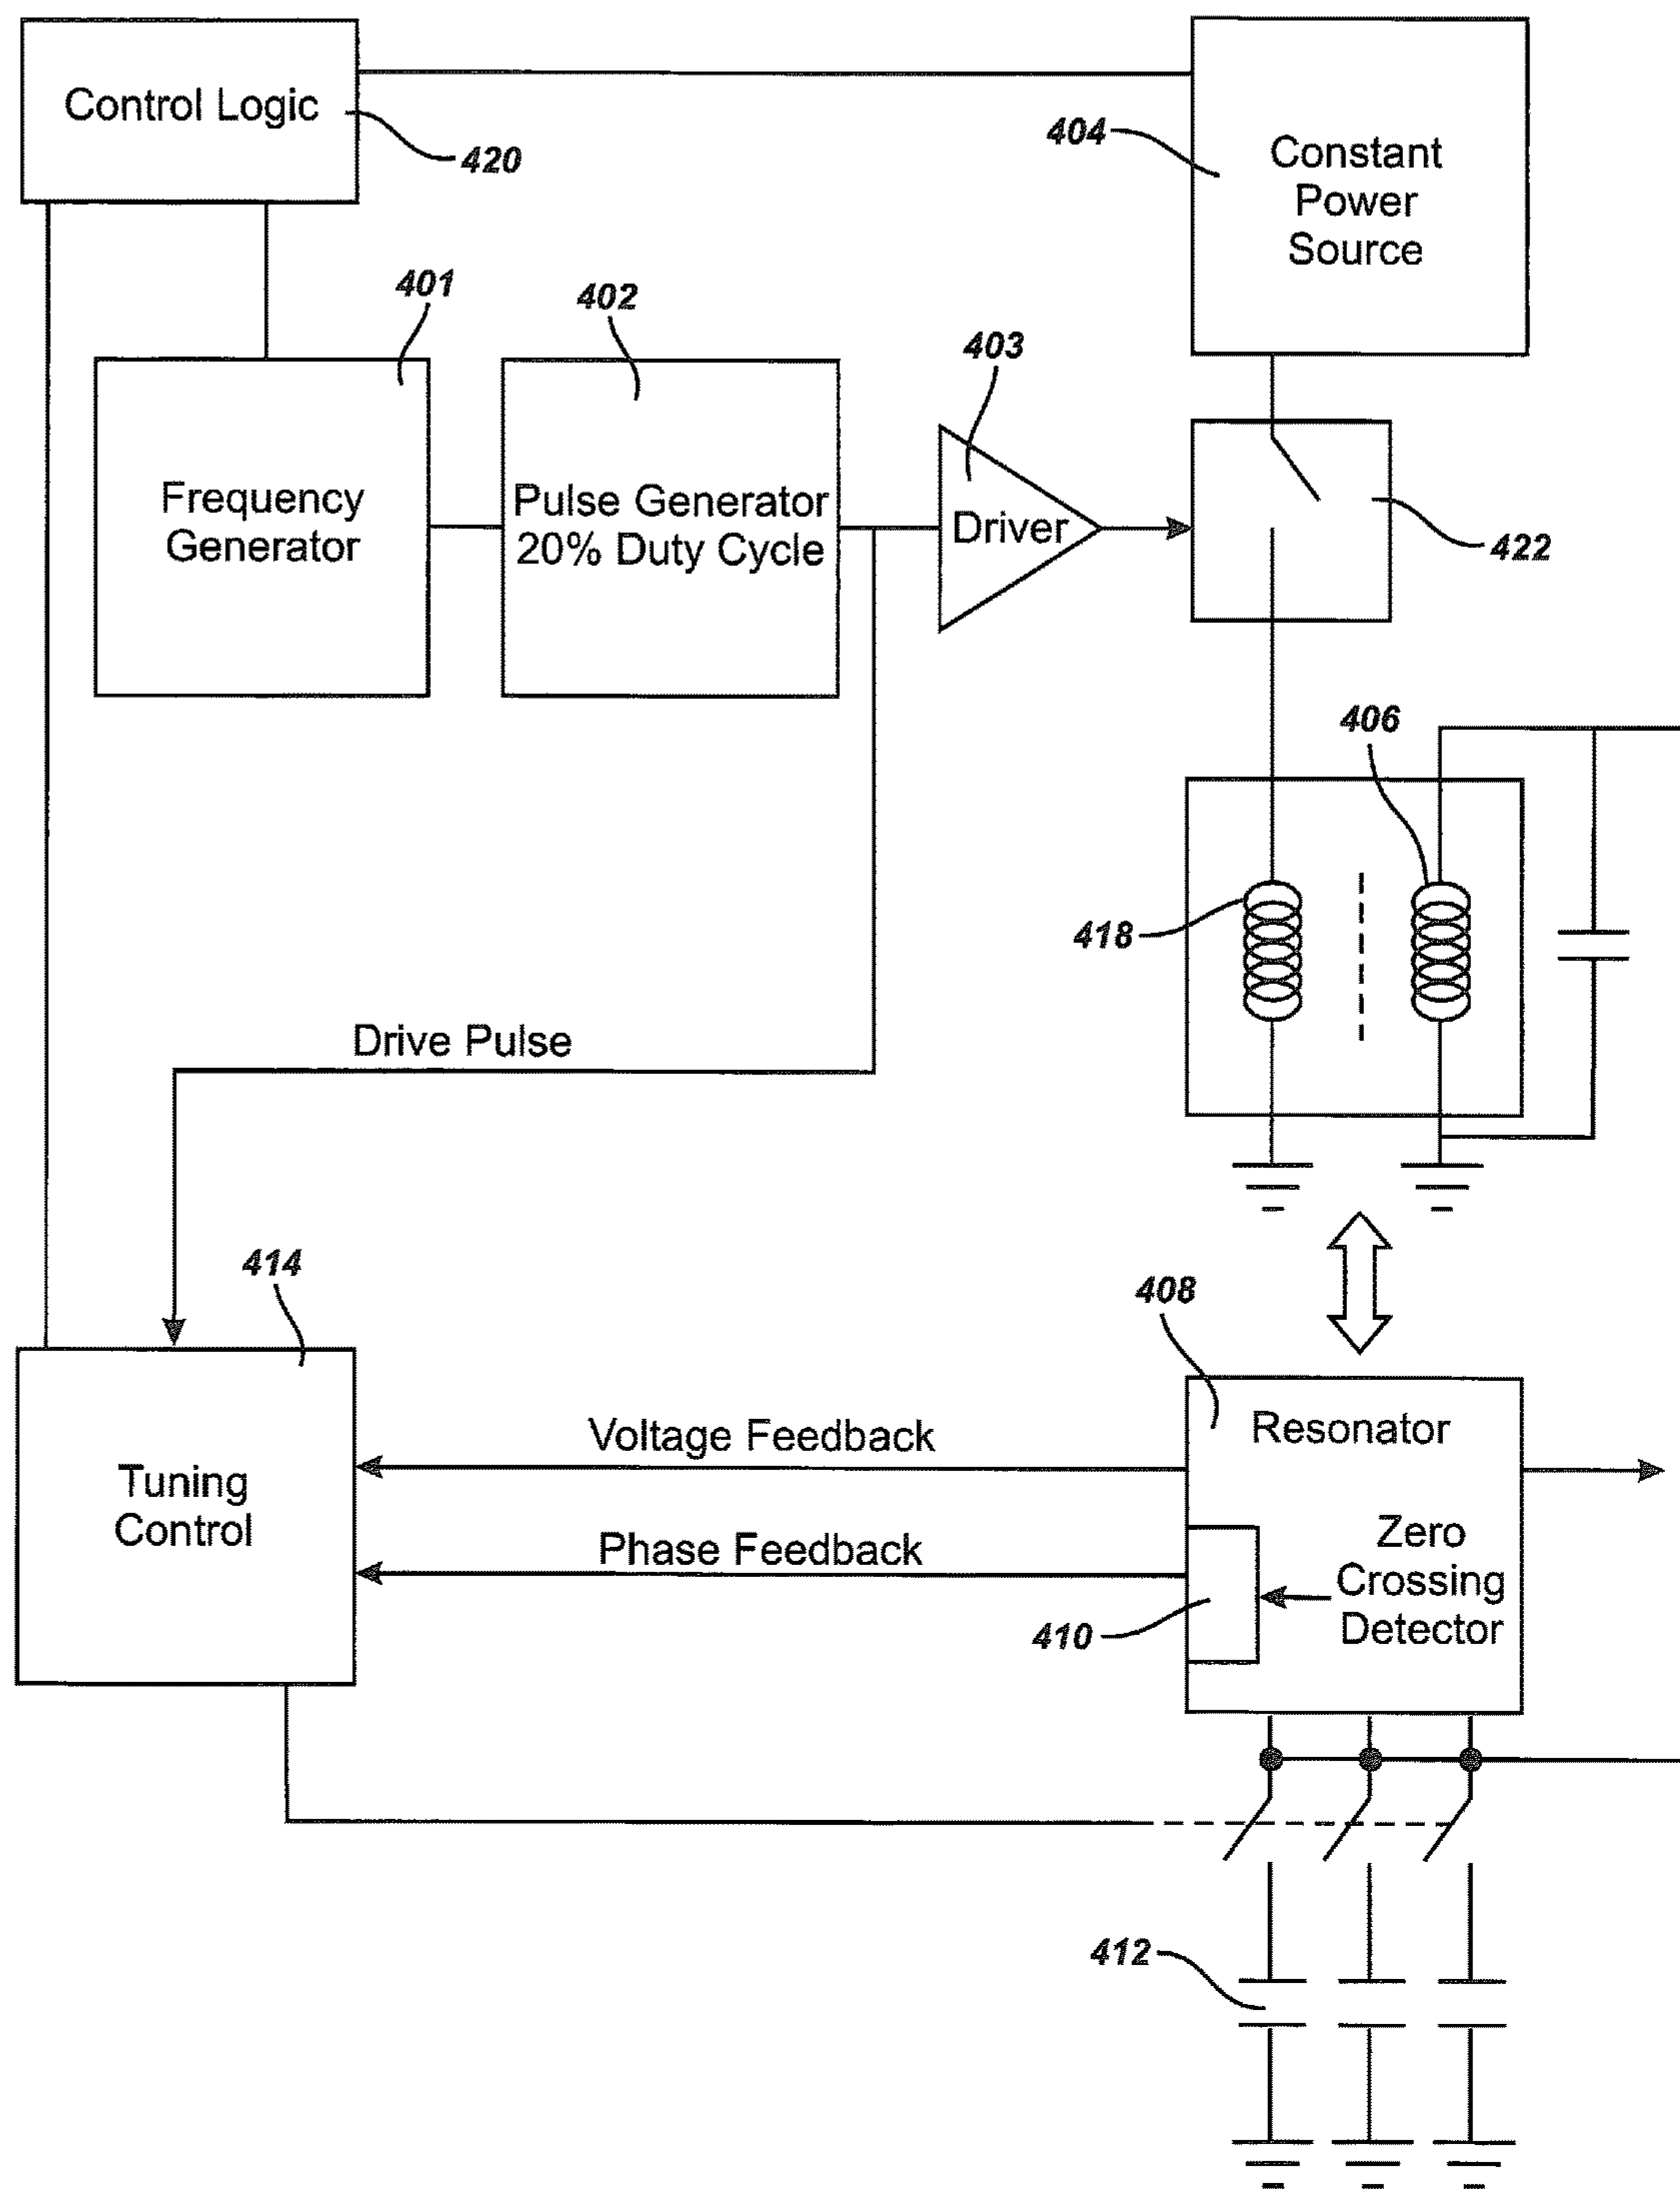 Control Logic
420
404
Constant
Power
Source
401
402
403
Frequency
Generator
Pulse Generator
20% Duty Cycle
Driver
422
406
418
Drive Pulse
414
408
Tuning
Control
Voltage Feedback
Phase Feedback
Resonator
Zero
Crossing
Detector
410
412